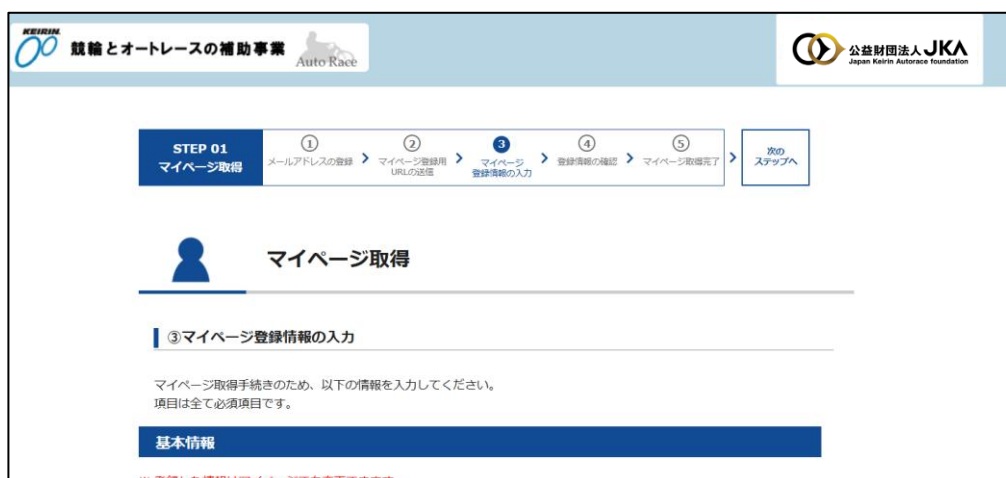 KEIRIN
競輪とオートレースの補助事業
Auto Race
公益財団法人 JKA
Japan Keirin Autorace foundation
STEP 01
マイページ取得
①
メールアドレスの登録
②
マイページ登録用
URLの送信
③
マイページ
登録情報の入力
④
登録情報の確認
⑤
マイページ取得完了
次の
ステップへ
マイページ取得
③マイページ登録情報の入力
マイページ取得手続きのため、以下の情報を入力してください。
項目は全て必須項目です。
基本情報